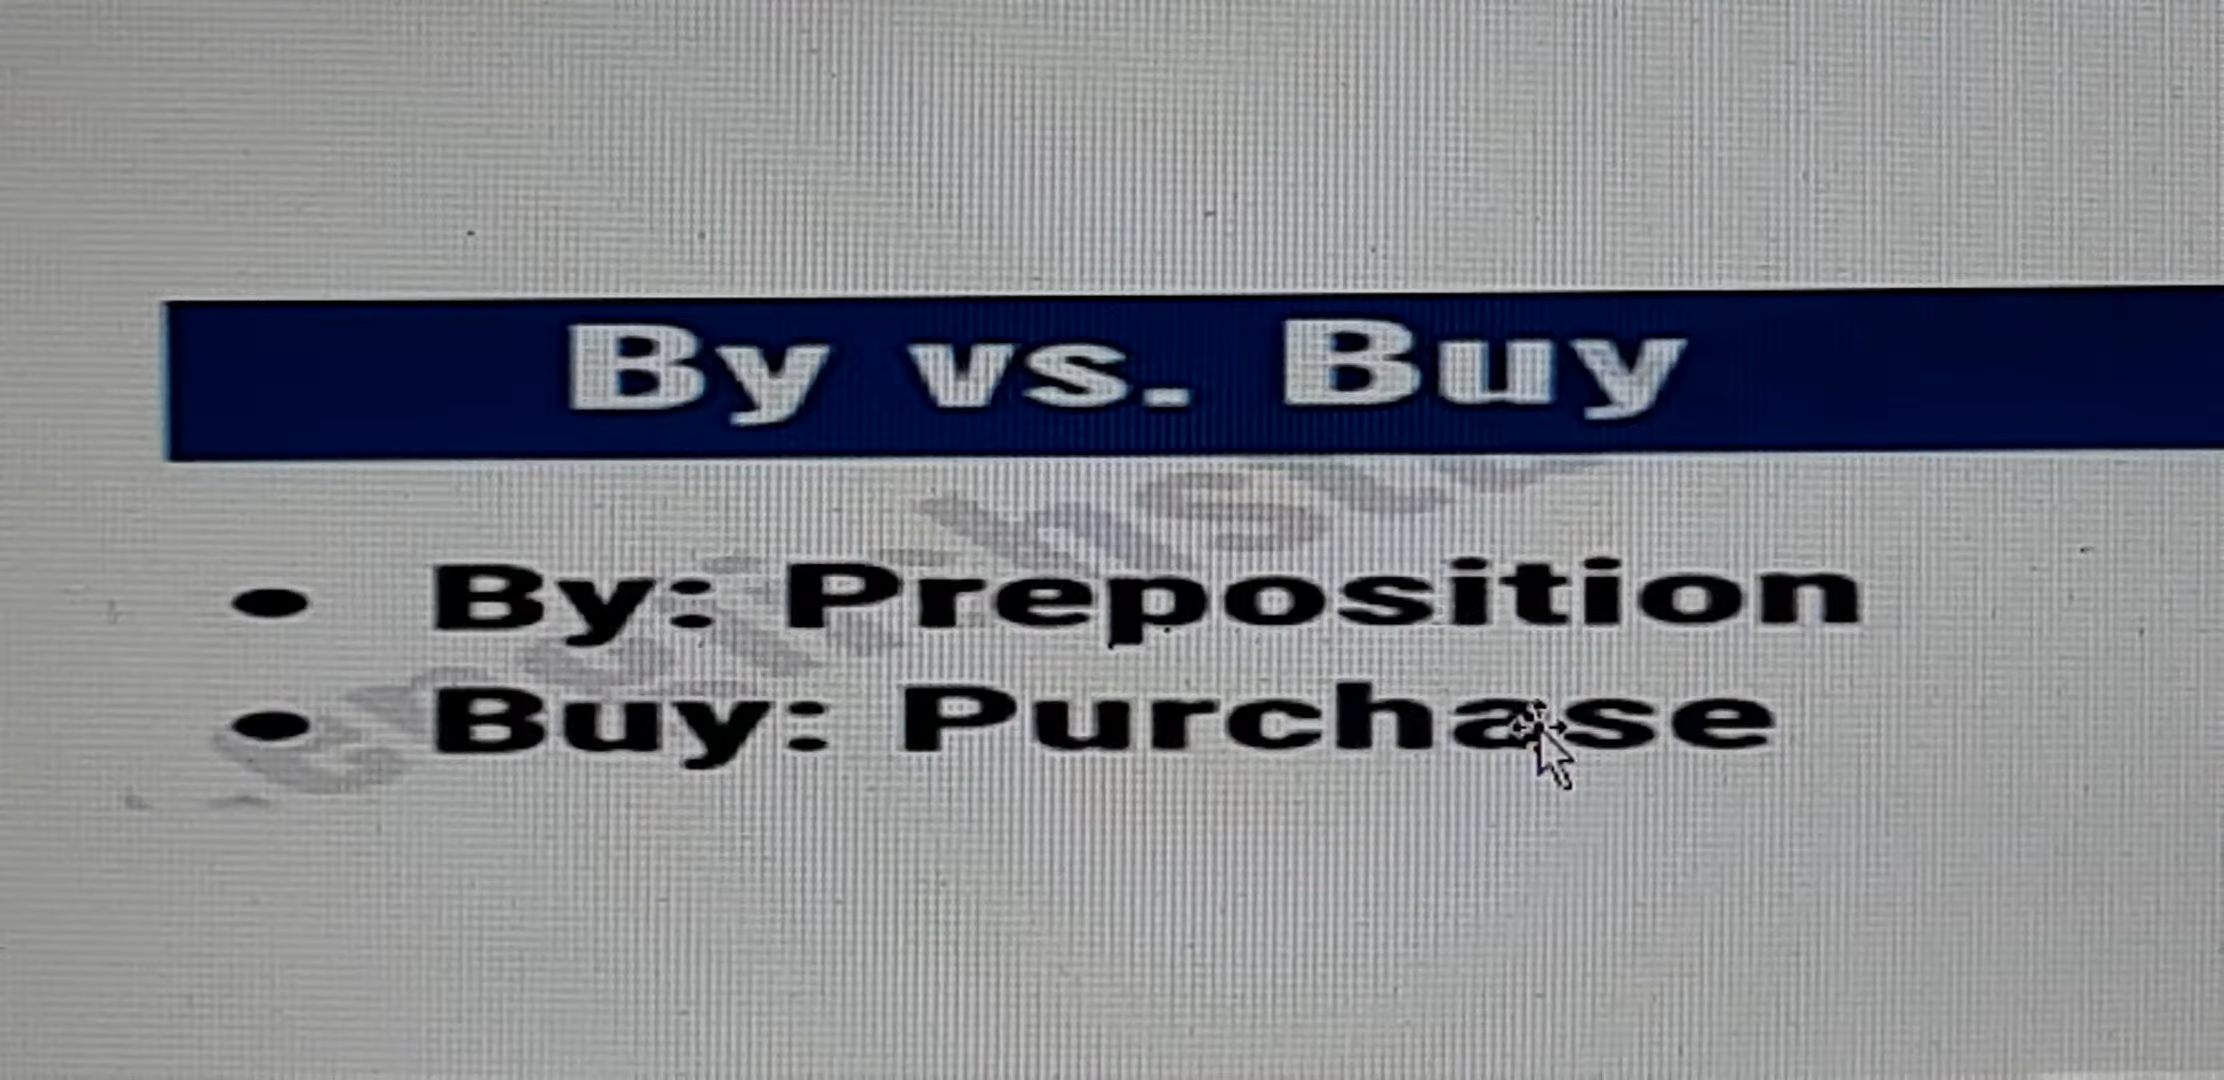 By vs. Buy
• By: Preposition
• Buy: Purchase